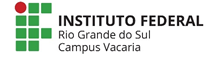 INSTITUTO FEDERAL
Rio Grande do Sul
Campus Vacaria